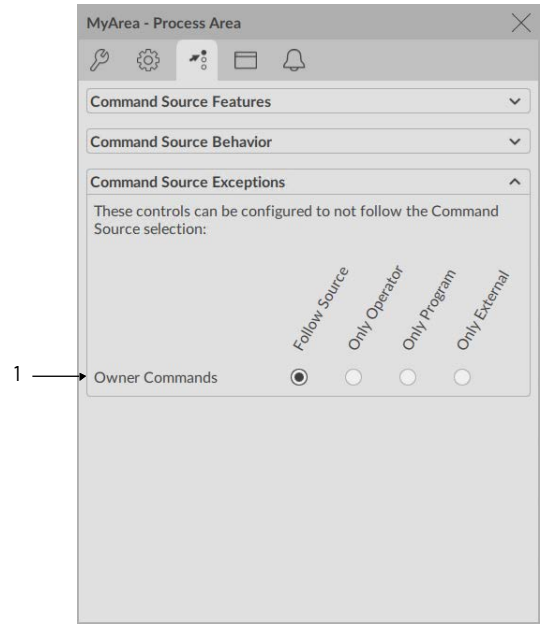 MyArea - Process Area
Command Source Features
Command Source Behavior
Command Source Exceptions
These controls can be configured to not follow the Command
Source selection:
Follow Source
Only Operator
Only Program
Only External
1
Owner Commands